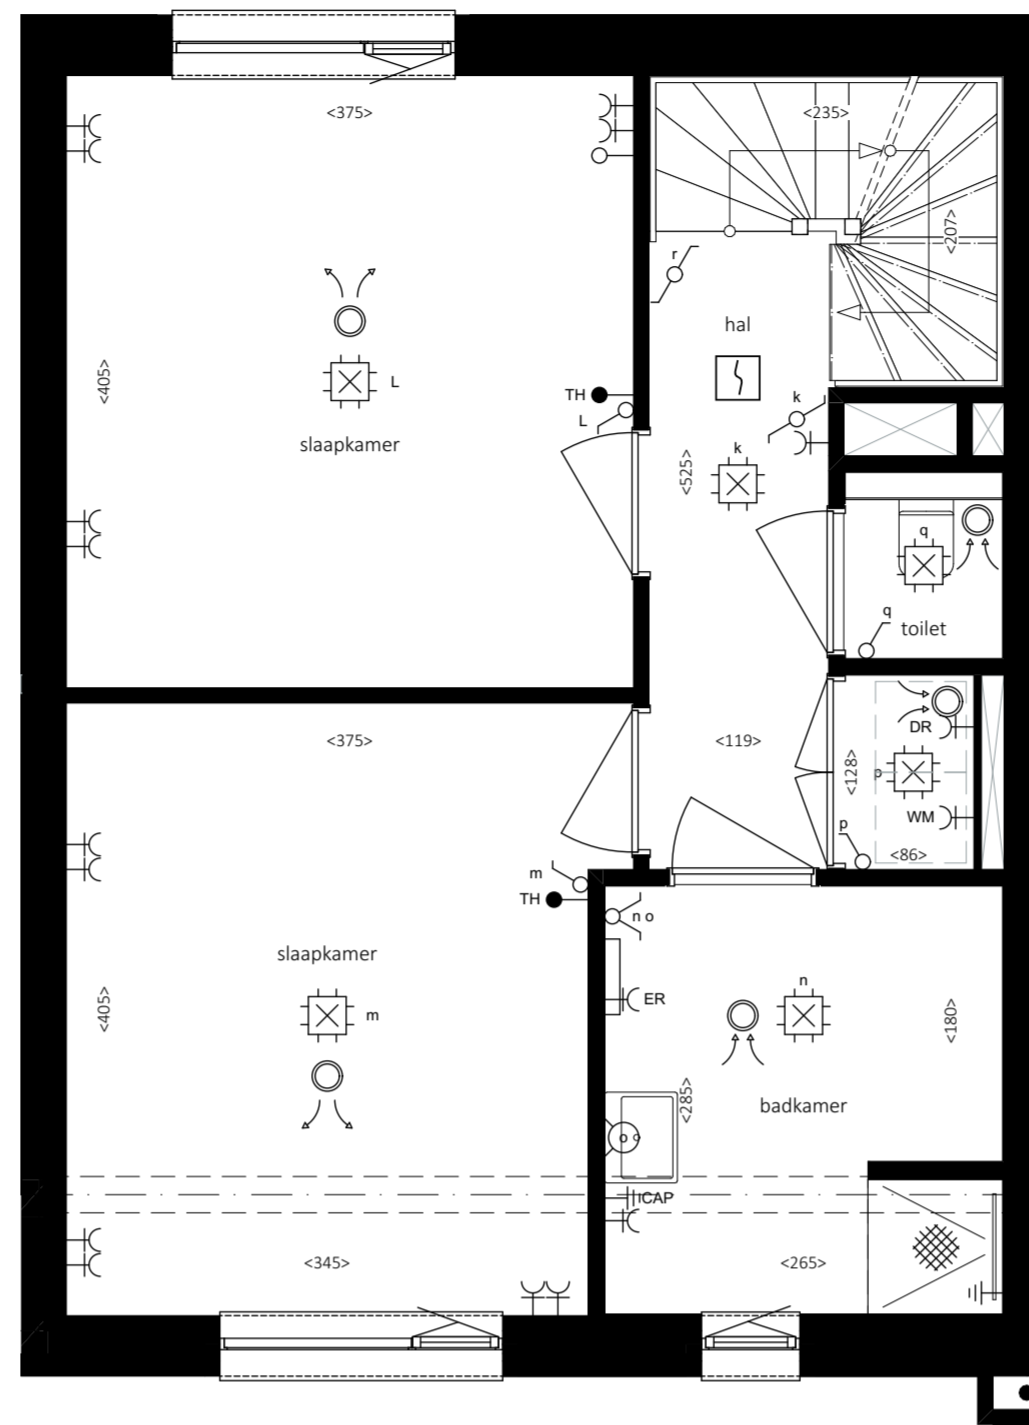 <375>
<235>
<207>
r
hal
<405>
L
TH
L
k
slaapkamer
<525>
k
q
q
toilet
<375>
<119>
<128>
DR
p
WM
p
<86>
m
TH
n o
slaapkamer
ER
n
<405>
m
<180>
<285>
badkamer
o
CAP
<345>
<265>